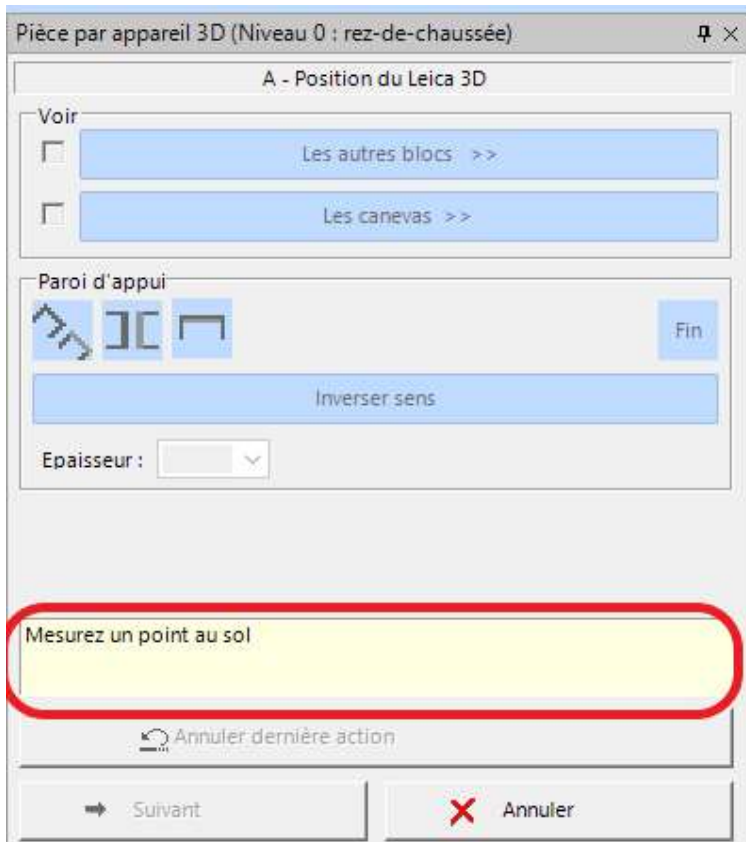 Pièce par appareil 3D (Niveau 0 : rez-de-chaussée)
A - Position du Leica 3D
Voir
Les autres blocs >>
Les canevas >>
Paroi d'appui
Fin
Inverser sens
Epaisseur :
Mesurez un point au sol
Annuler dernière action
Suivant
Annuler